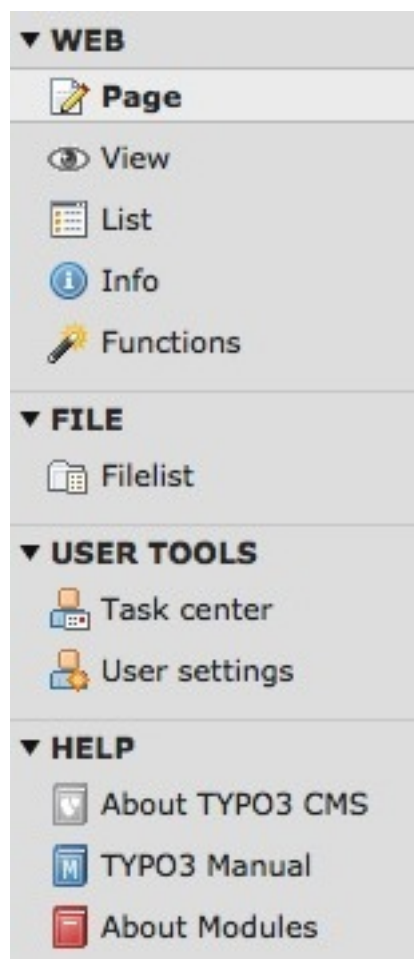 WEB
Page
View
List
Info
Functions
FILE
Filelist
USER TOOLS
Task center
User settings
HELP
About TYPO3 CMS
TYPO3 Manual
About Modules